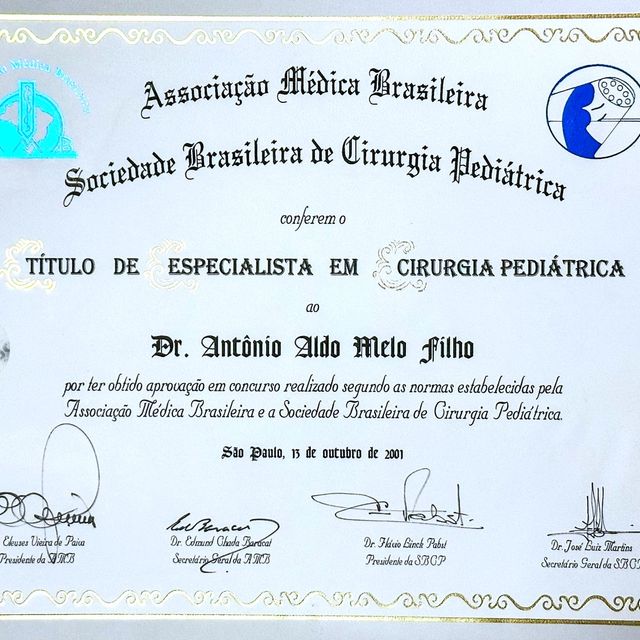 Associação Médica Brasileira
Sociedade Brasileira de Cirurgia Pediátrica
conferem o
TÍTULO DE ESPECIALISTA EM CIRURGIA PEDIÁTRICA
ao
Dr. Antônio Aldo Melo Filho
por ter obtido aprovação em concurso realizado segundo as normas estabelecidas pela
Associação Médica Brasileira e a Sociedade Brasileira de Cirurgia Pediátrica.
São Paulo, 13 de outubro de 2001
Eleuses Vieira de Paiva
Presidente da AMB
Dr. Edmund Chada Baracat
Secretário Geral da AMB
Dr. Flávio Linck Pabst
Presidente da SBCP
Dr. José Luiz Martins
Secretário Geral da SBCP